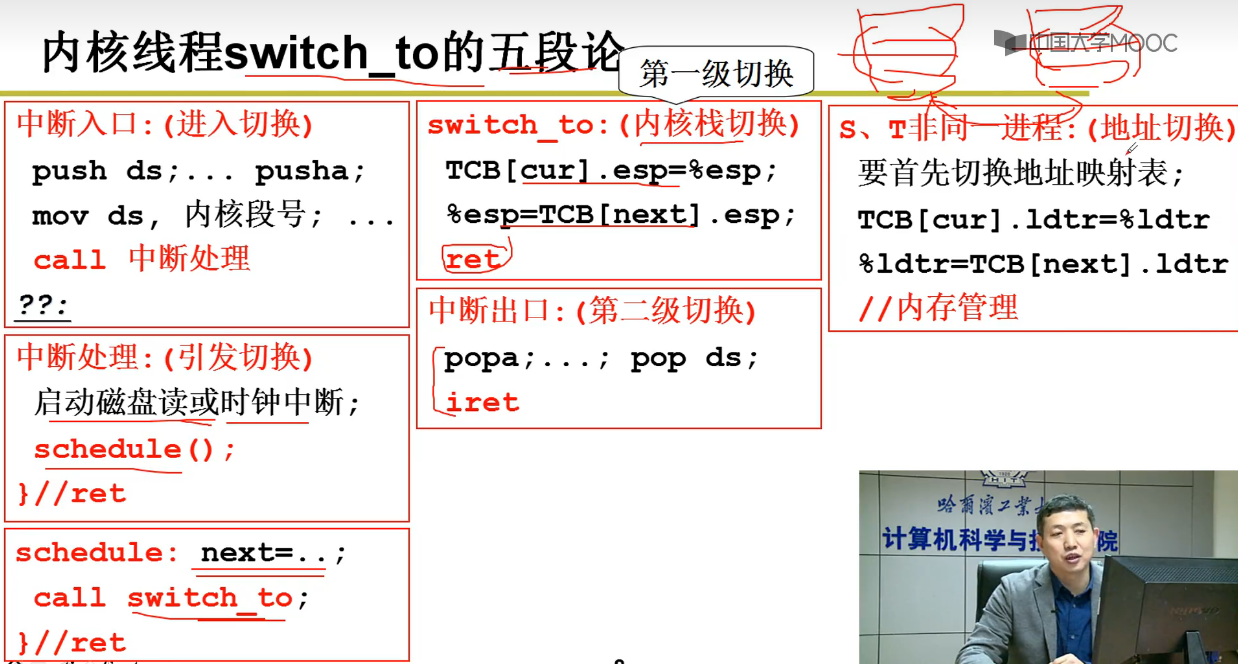 内核线程switch_to的五段论
中国大学MOOC
第一级切换
中断入口:(进入切换)
push ds;... pusha;
mov ds, 内核段号; ...
call 中断处理
??:
中断处理:(引发切换)
启动磁盘读或时钟中断;
schedule();
}//ret
schedule: next=..;
call switch_to;
}//ret
switch_to:(内核栈切换)
TCB[cur].esp=%esp;
%esp=TCB[next].esp;
ret
中断出口:(第二级切换)
popa;...; pop ds;
iret
S、T非同一进程:(地址切换)
要首先切换地址映射表;
TCB[cur].ldtr=%ldtr
%ldtr=TCB[next].ldtr
//内存管理
HIT
哈尔滨工业大
计算机科学与技 院